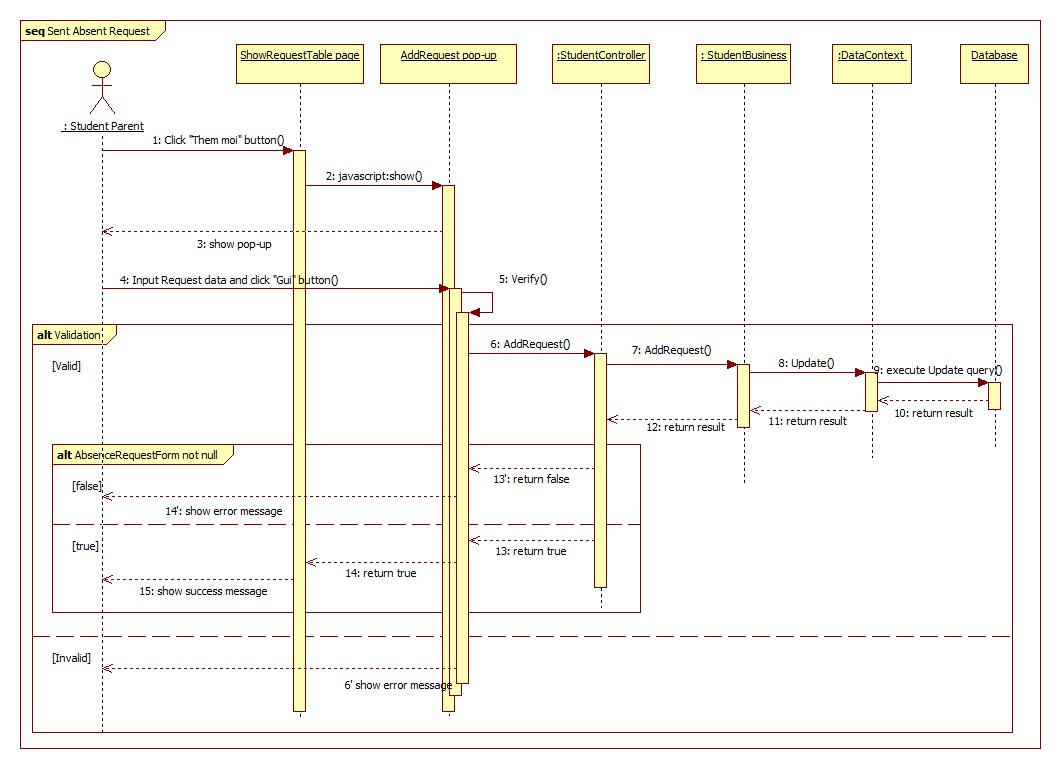 seq Sent Absent Request
ShowRequestTable page
AddRequest pop-up
:StudentController
: StudentBusiness
:DataContext
Database
: Student Parent
1: Click "Them moi" button()
2: javascript:show()
3: show pop-up
4: Input Request data and click "Gui" button()
5: Verify()
alt Validation
[Valid]
6: AddRequest()
7: AddRequest()
8: Update()
9: execute Update query()
10: return result
11: return result
12: return result
alt AbsenceRequestForm not null
[false]
13': return false
14': show error message
[true]
13: return true
14: return true
15: show success message
[Invalid]
6' show error message